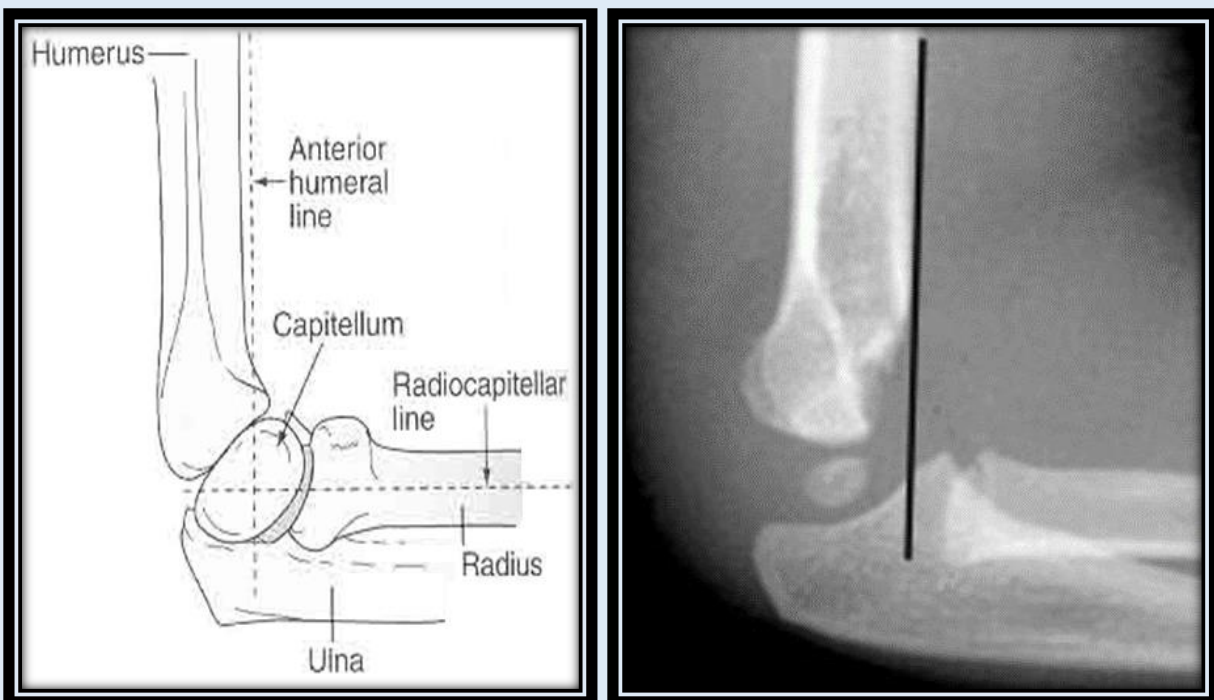 Humerus
Anterior
humeral
line
Capitellum
Radiocapitellar
line
Radius
Ulna